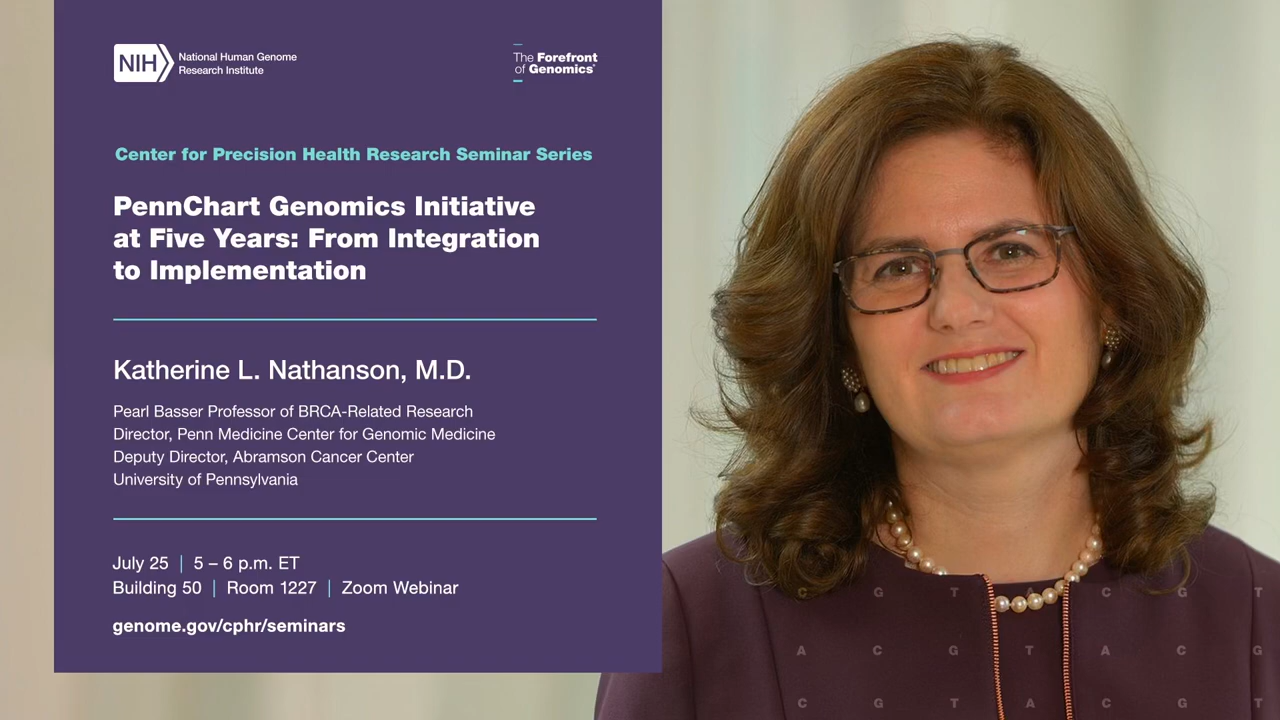 NIH National Human Genome
Research Institute
The Forefront
of Genomics®
Center for Precision Health Research Seminar Series
PennChart Genomics Initiative
at Five Years: From Integration
to Implementation
Katherine L. Nathanson, M.D.
Pearl Basser Professor of BRCA-Related Research
Director, Penn Medicine Center for Genomic Medicine
Deputy Director, Abramson Cancer Center
University of Pennsylvania
July 25 | 5 – 6 p.m. ET
Building 50 | Room 1227 | Zoom Webinar
genome.gov/cphr/seminars
C G T A C G T
A C G T A C G
C G T A C G T